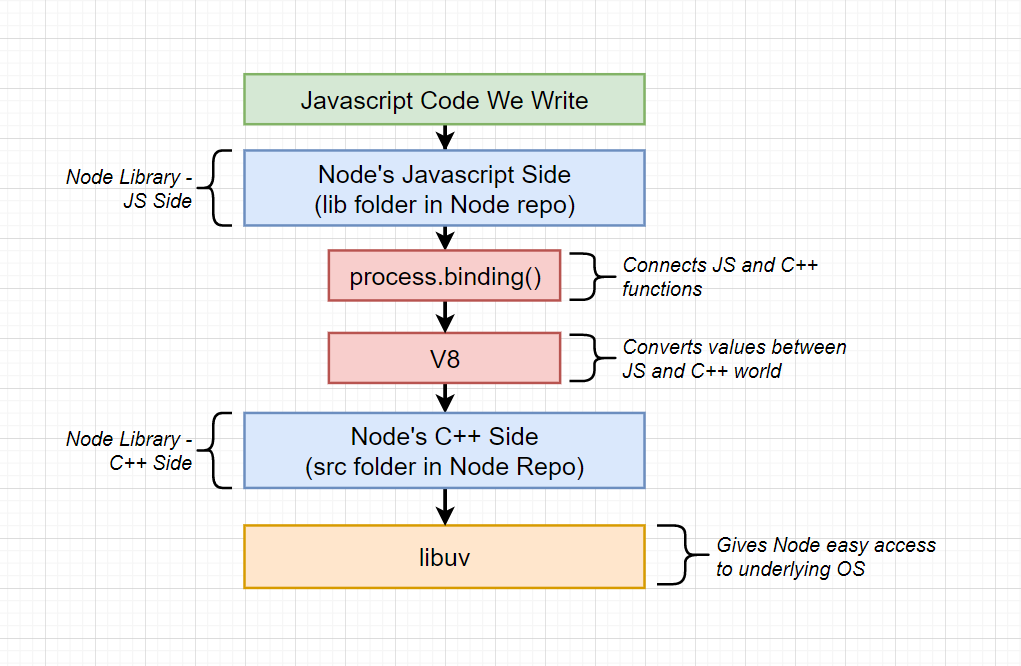 Javascript Code We Write
Node Library -
JS Side
Node's Javascript Side
(lib folder in Node repo)
process.binding()
Connects JS and C++
functions
V8
Converts values between
JS and C++ world
Node Library -
C++ Side
Node's C++ Side
(src folder in Node Repo)
libuv
Gives Node easy access
to underlying OS